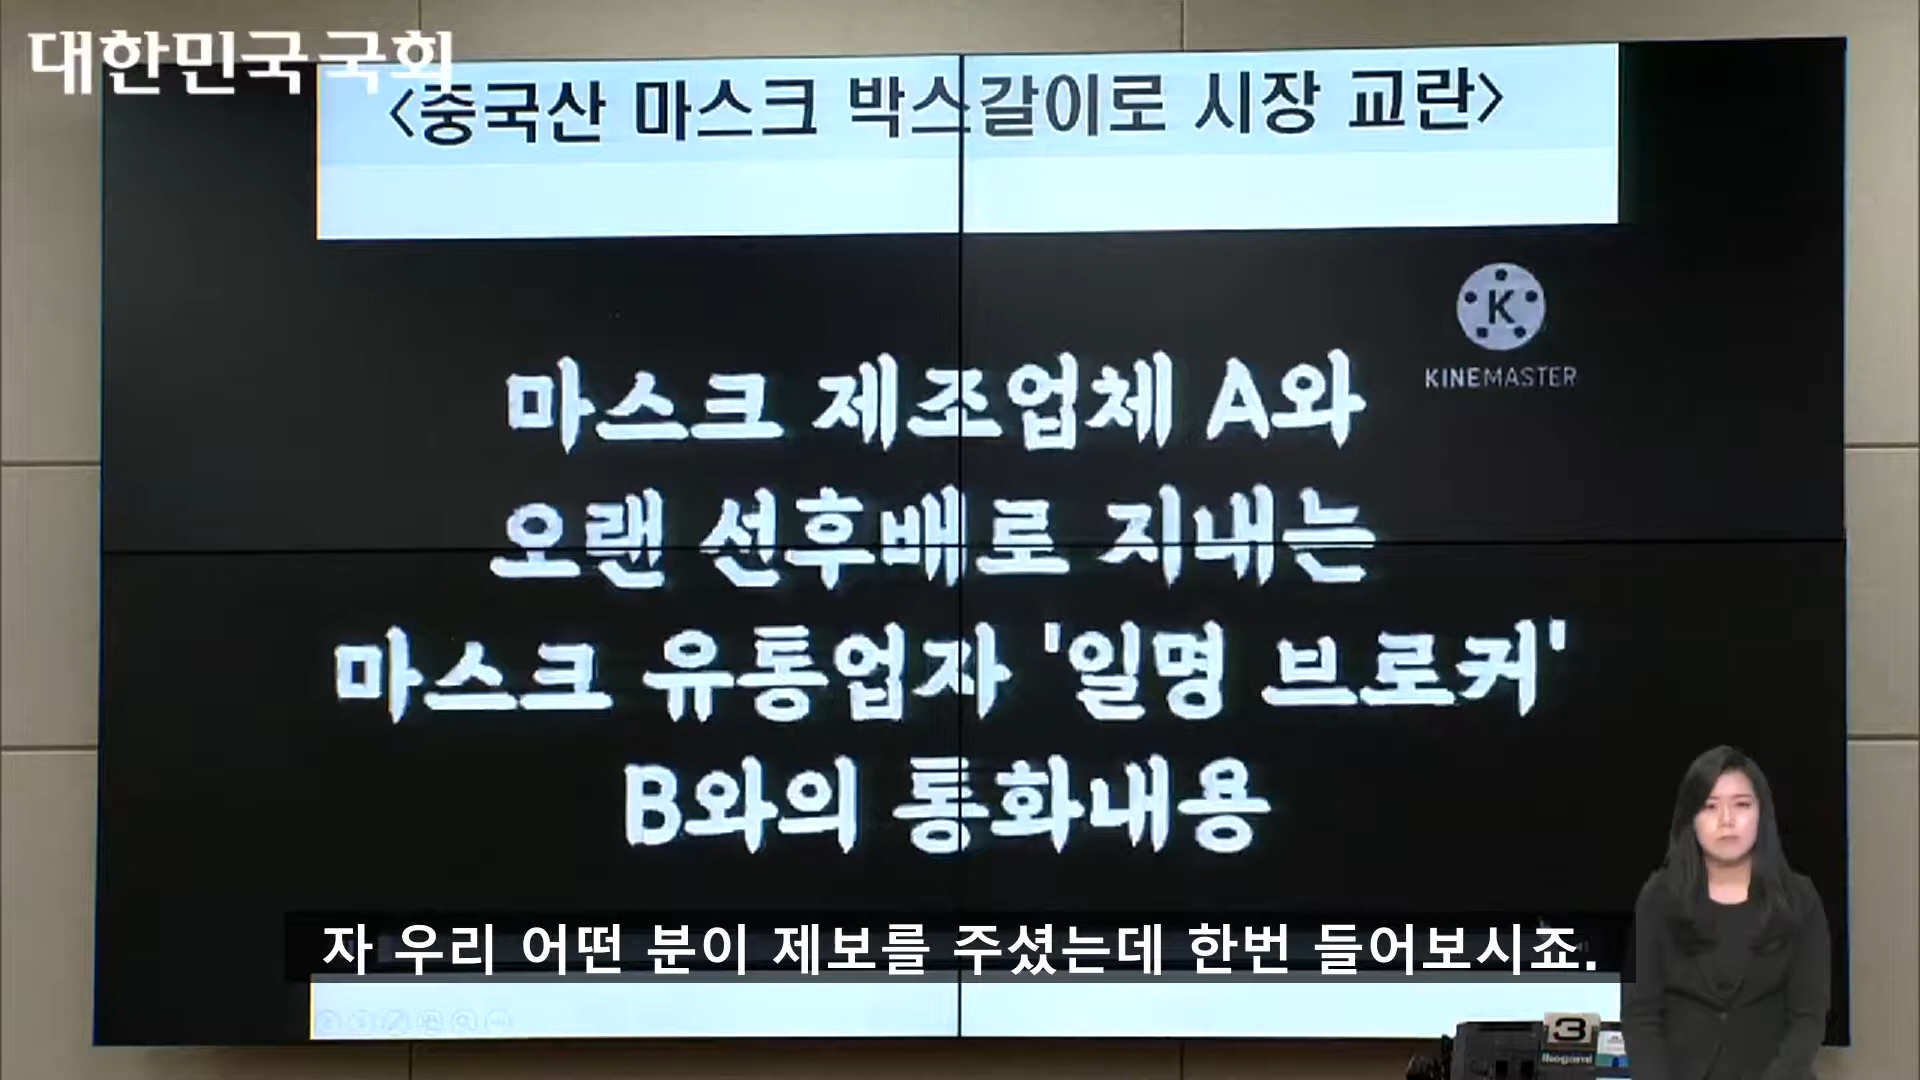 대한민국 국회
<중국산 마스크 박스갈이로 시장 교란>
K
KINEMASTER
마스크 제조업체 A와
오랜 선후배로 지내는
마스크 유통업자 '일명 브로커'
B와의 통화내용
자 우리 어떤 분이 제보를 주셨는데 한번 들어보시죠.
3
Ikegami